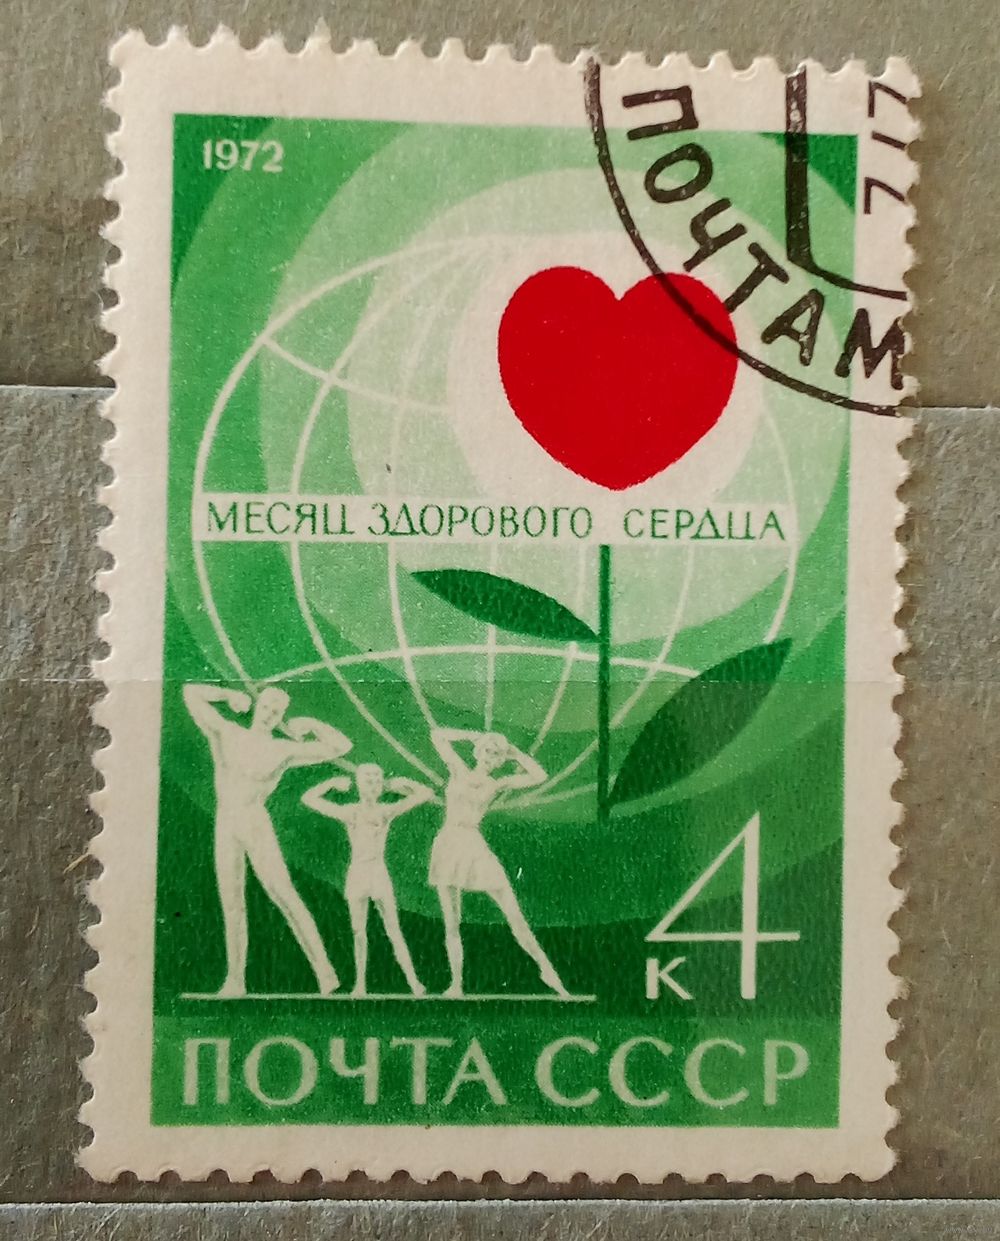 1972
ПОЧТАМ
МЕСЯЦ ЗДОРОВОГО СЕРДЦА
4
к
ПОЧТА СССР